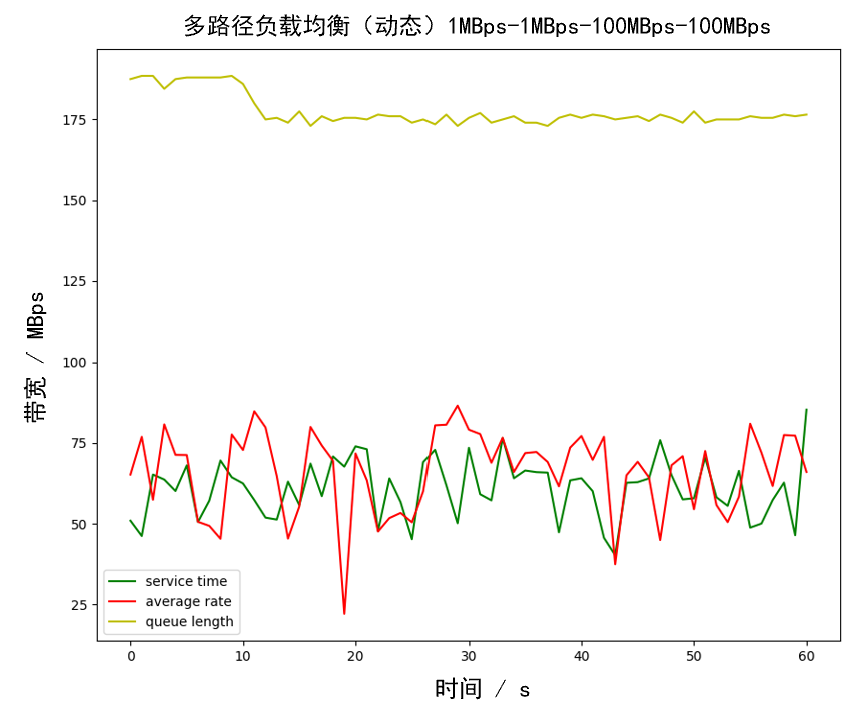 多路径负载均衡（动态）1MBps-1MBps-100MBps-100MBps
带宽 / MBps
175
150
125
100
75
50
25
service time
average rate
queue length
0 10 20 30 40 50 60
时间 / s